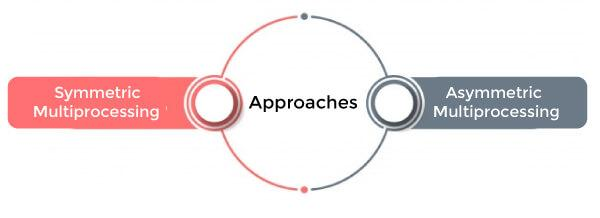 Symmetric
Multiprocessing
Approaches
Asymmetric
Multiprocessing